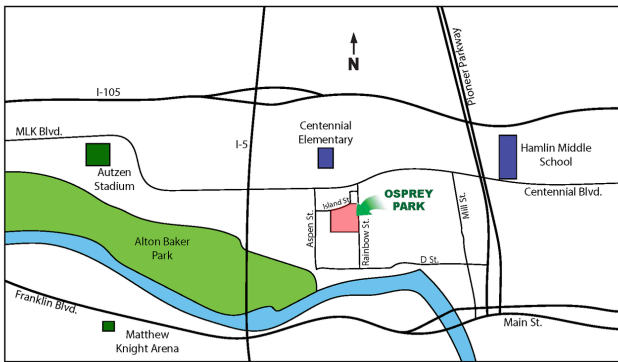 N
I-105
Pioneer Parkway
MLK Blvd.
I-5
Centennial
Elementary
Hamlin Middle
School
Autzen
Stadium
Centennial Blvd.
OSPREY
PARK
Island St.
Aspen St.
Rainbow St.
Mill St.
Alton Baker
Park
D St.
Franklin Blvd.
Main St.
Matthew
Knight Arena